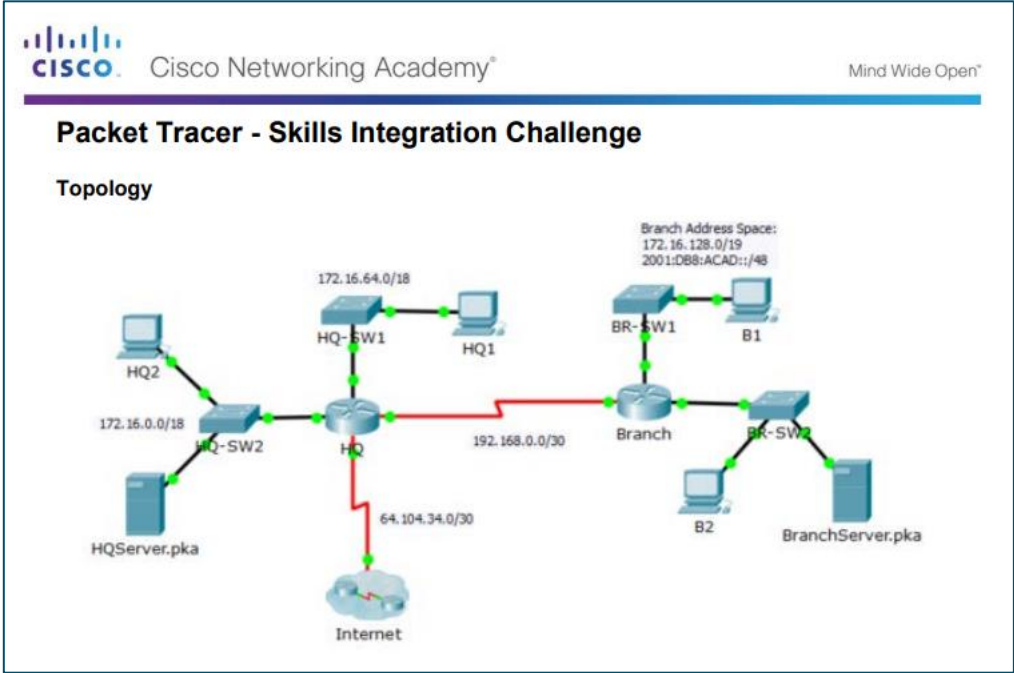 CISCO. Cisco Networking Academy® Mind Wide Open®
Packet Tracer - Skills Integration Challenge
Topology
Branch Address Space:
172.16.128.0/19
2001:DB8:ACAD::/48
172.16.64.0/18
HQ-SW1
HQ1
BR-SW1
B1
HQ2
172.16.0.0/18
HQ-SW2
HQ
192.168.0.0/30
Branch
BR-SW2
64.104.34.0/30
HQServer.pka
B2
BranchServer.pka
Internet